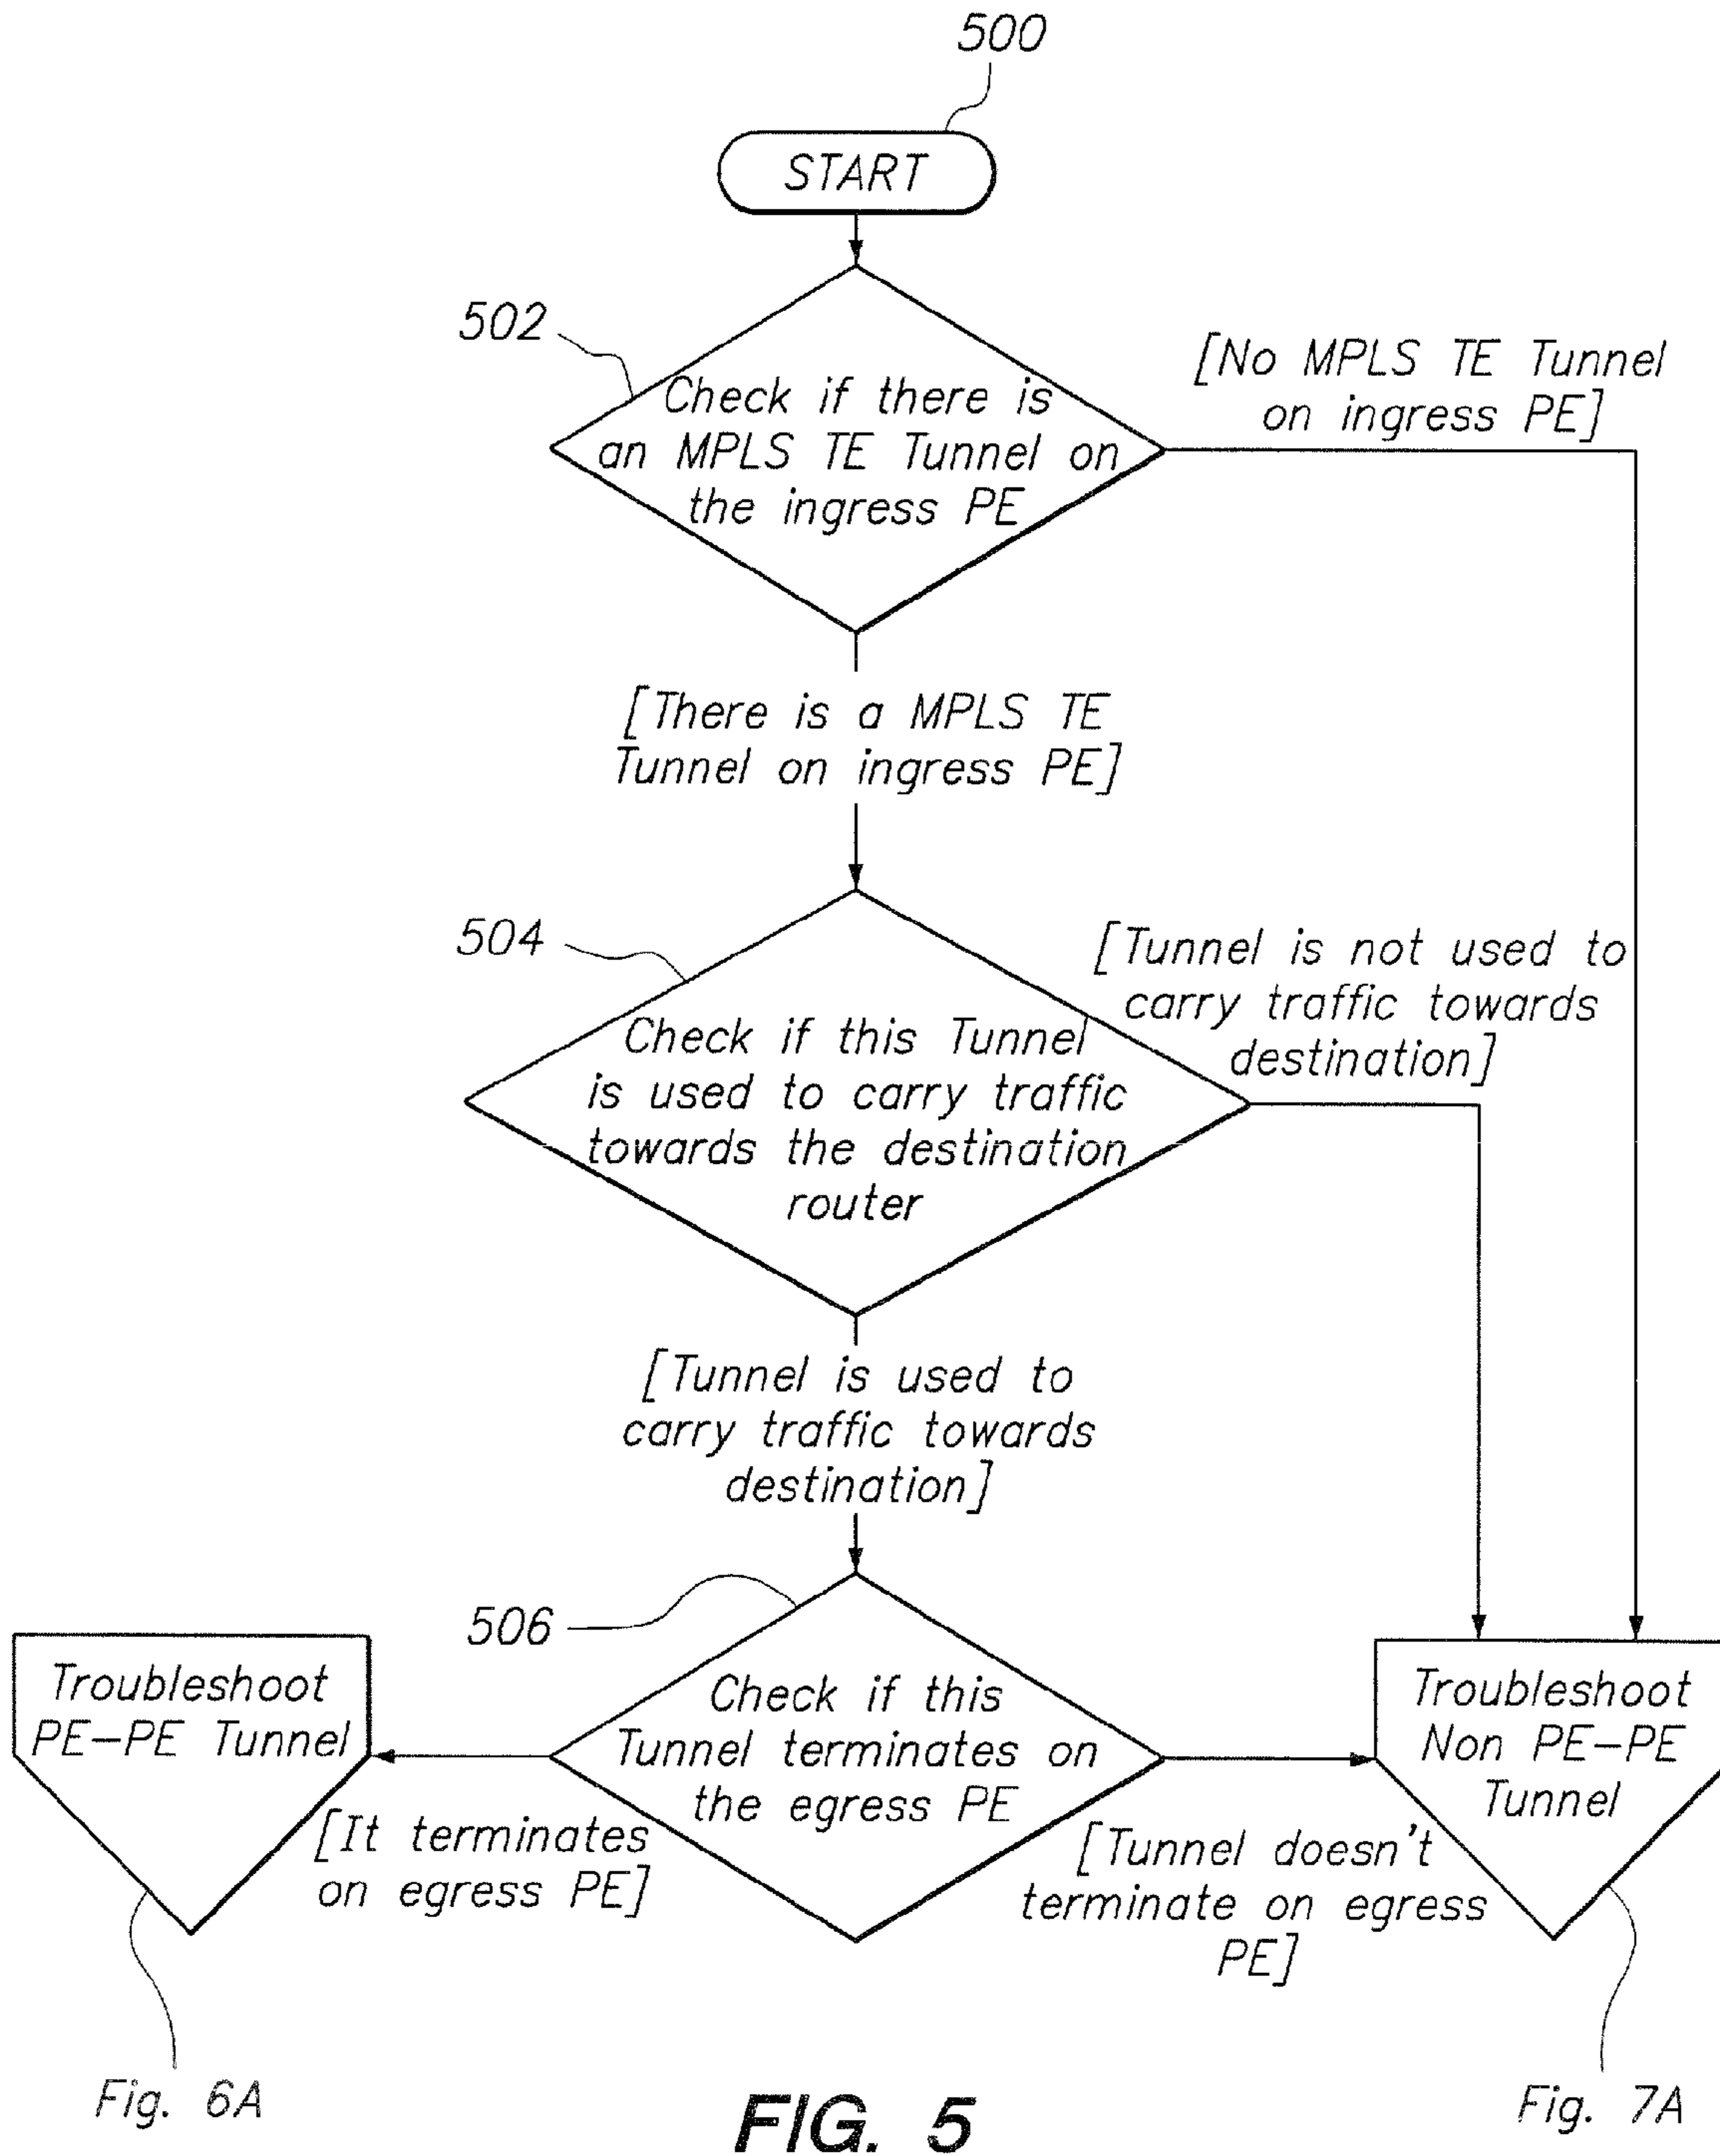 500
START
502
Check if there is
an MPLS TE Tunnel on
the ingress PE
[No MPLS TE Tunnel
on ingress PE]
[There is a MPLS TE
Tunnel on ingress PE]
504
Check if this Tunnel
is used to carry traffic
towards the destination
router
[Tunnel is not used to
carry traffic towards
destination]
[Tunnel is used to
carry traffic towards
destination]
506
Troubleshoot
PE-PE Tunnel
Check if this
Tunnel terminates on
the egress PE
Troubleshoot
Non PE-PE
Tunnel
[It terminates
on egress PE]
[Tunnel doesn't
terminate on egress
PE]
Fig. 6A
FIG. 5
Fig. 7A